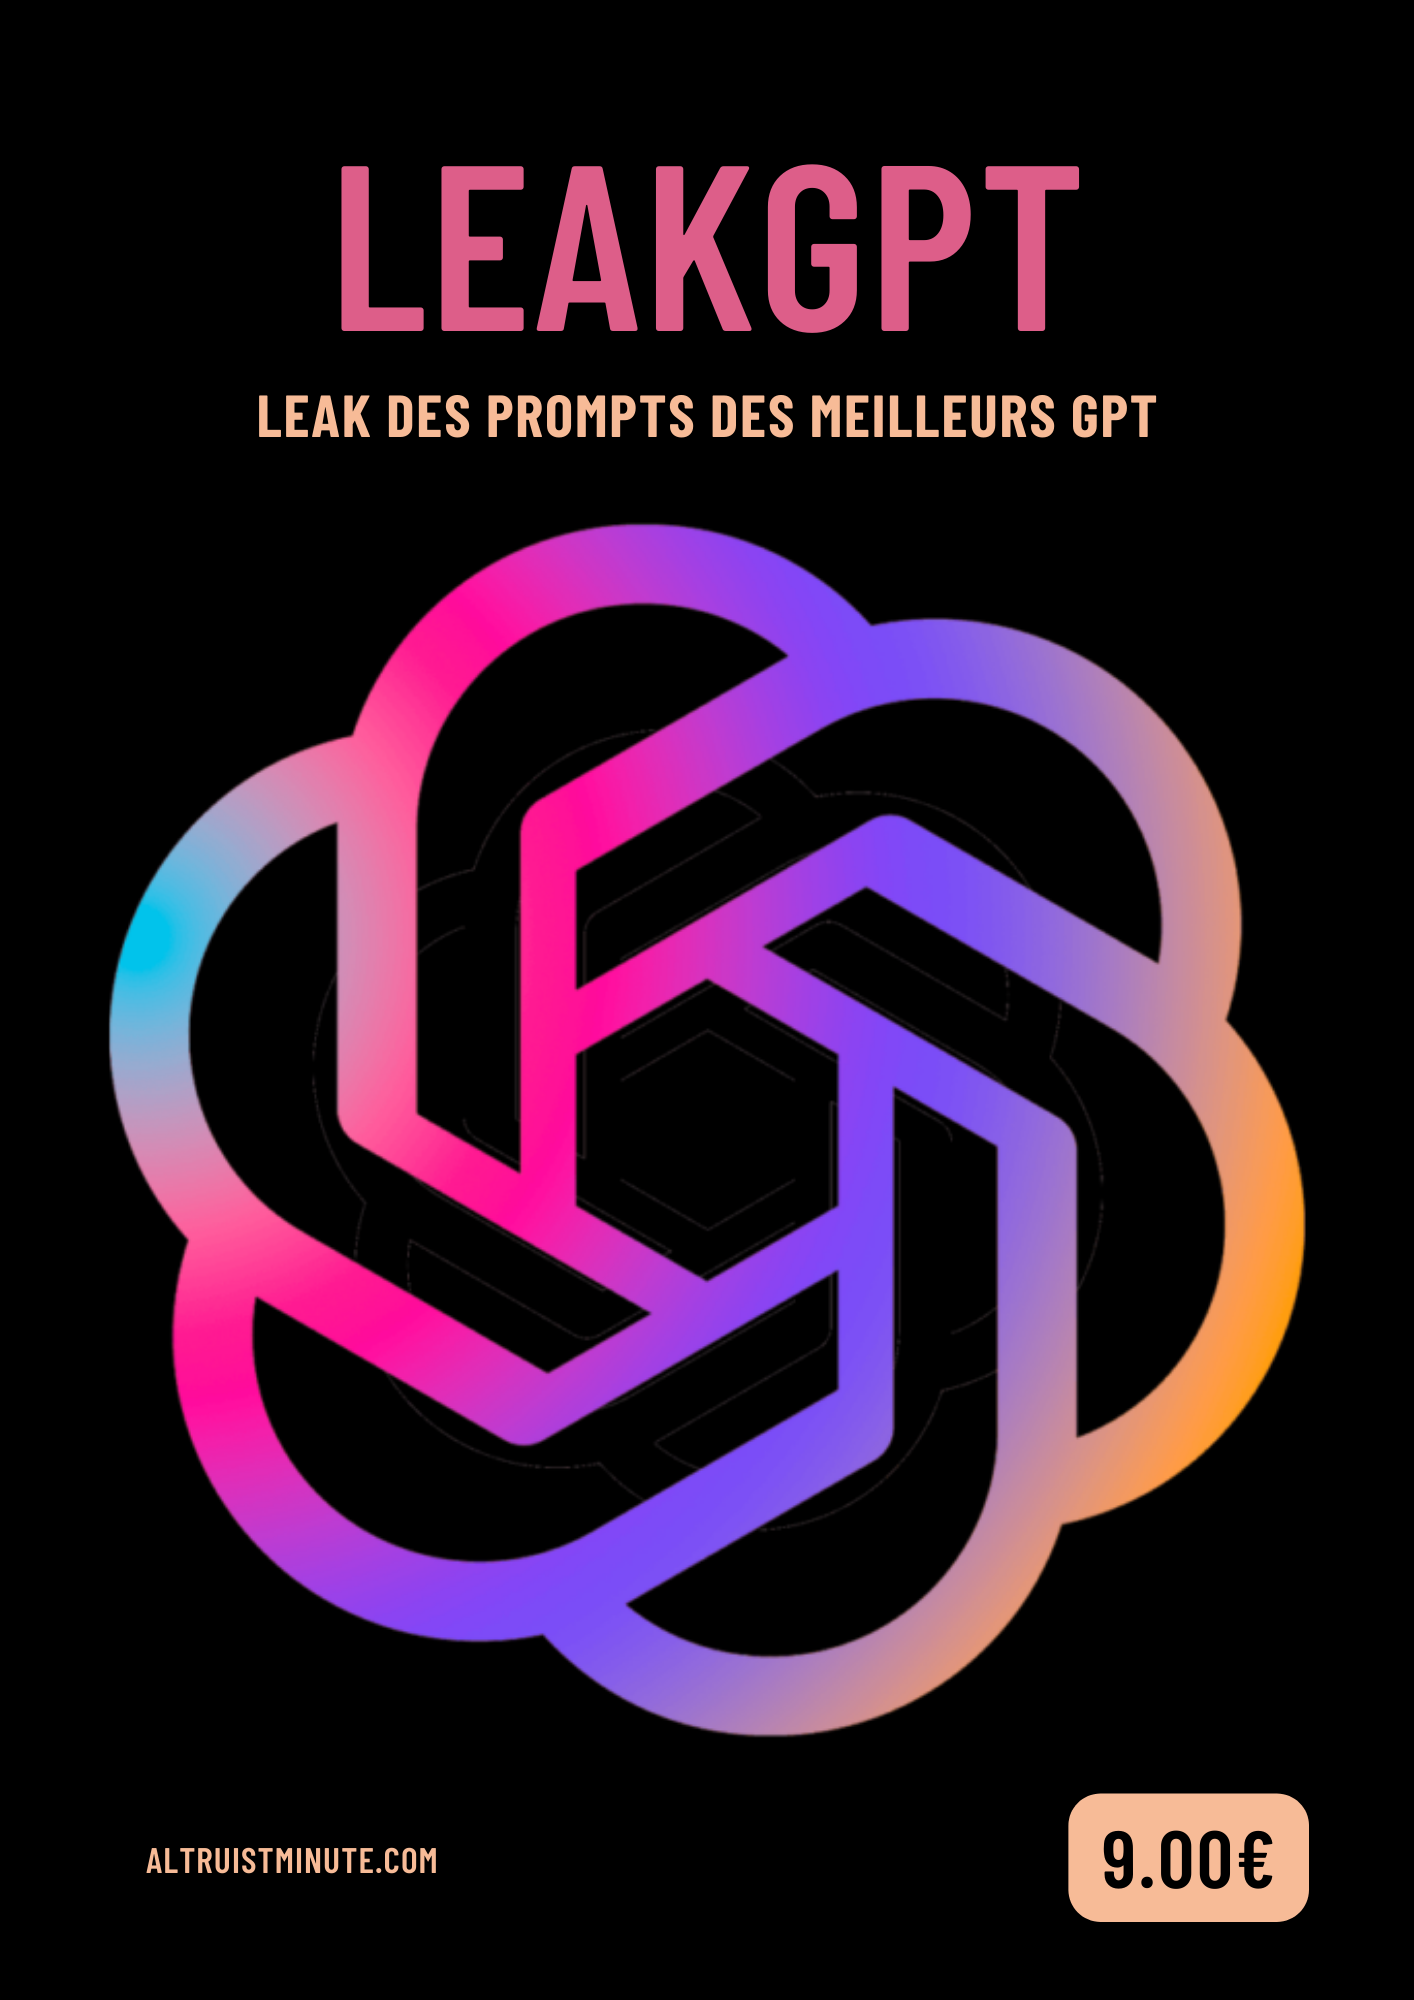 LEAKGPT
LEAK DES PROMPTS DES MEILLEURS GPT
ALTRUISTMINUTE.COM
9.00€